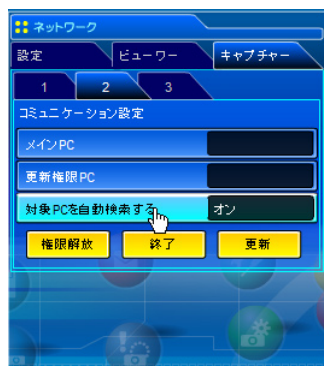 ネットワーク
設定 ビューワー キャプチャー
1 2 3
コミュニケーション設定
メインPC
更新権限PC
対象PCを自動検索する オン
権限解放 終了 更新